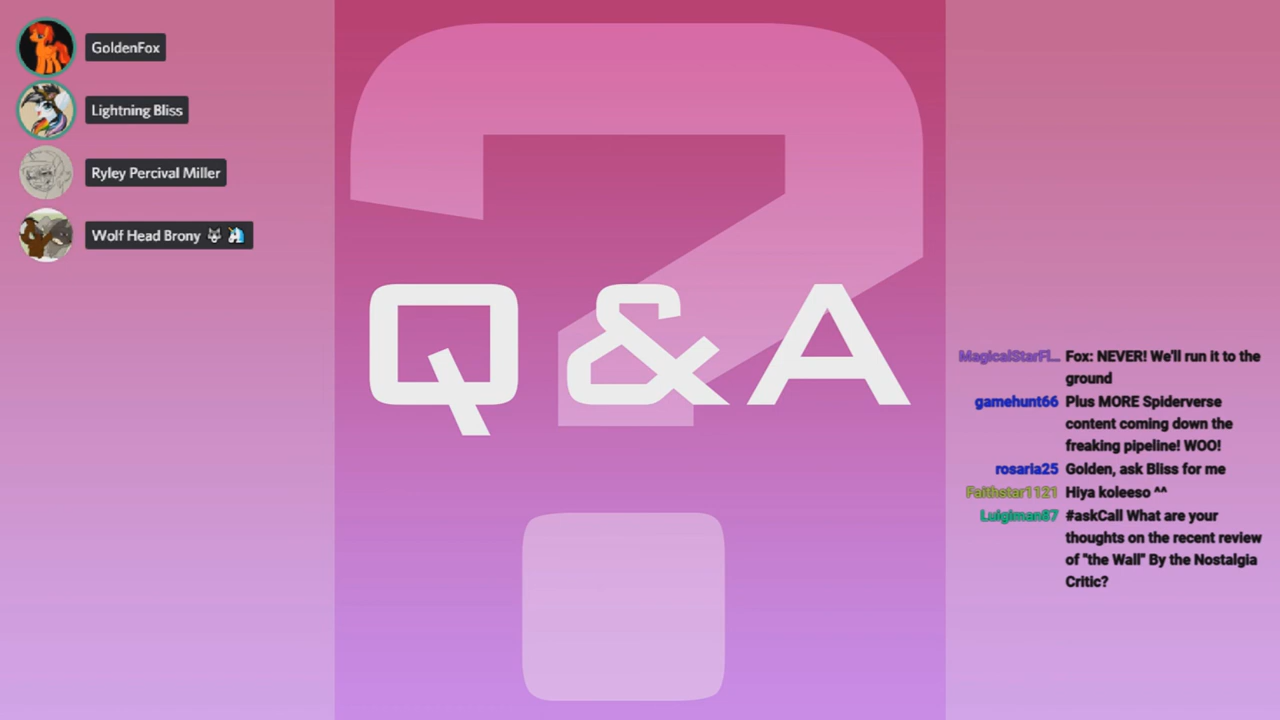 GoldenFox
Lightning Bliss
Ryley Percival Miller
Wolf Head Brony
Q & A
MagicalStarFl... Fox: NEVER! We'll run it to the
ground
gamehunt66 Plus MORE Spiderverse
content coming down the
freaking pipeline! WOO!
rosaria25 Golden, ask Bliss for me
Faithstar1121 Hiya koleeso ^^
Luigiman87 #askCall What are your
thoughts on the recent review
of "the Wall" By the Nostalgia
Critic?